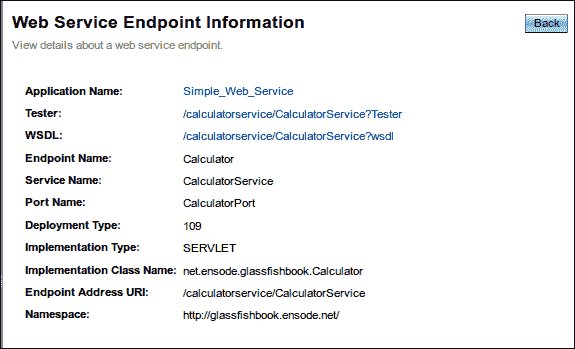 Web Service Endpoint Information
Back
View details about a web service endpoint.
Application Name: Simple_Web_Service
Tester: /calculatorservice/CalculatorService?Tester
WSDL: /calculatorservice/CalculatorService?wsdl
Endpoint Name: Calculator
Service Name: CalculatorService
Port Name: CalculatorPort
Deployment Type: 109
Implementation Type: SERVLET
Implementation Class Name: net.ensode.glassfishbook.Calculator
Endpoint Address URI: /calculatorservice/CalculatorService
Namespace: http://glassfishbook.ensode.net/